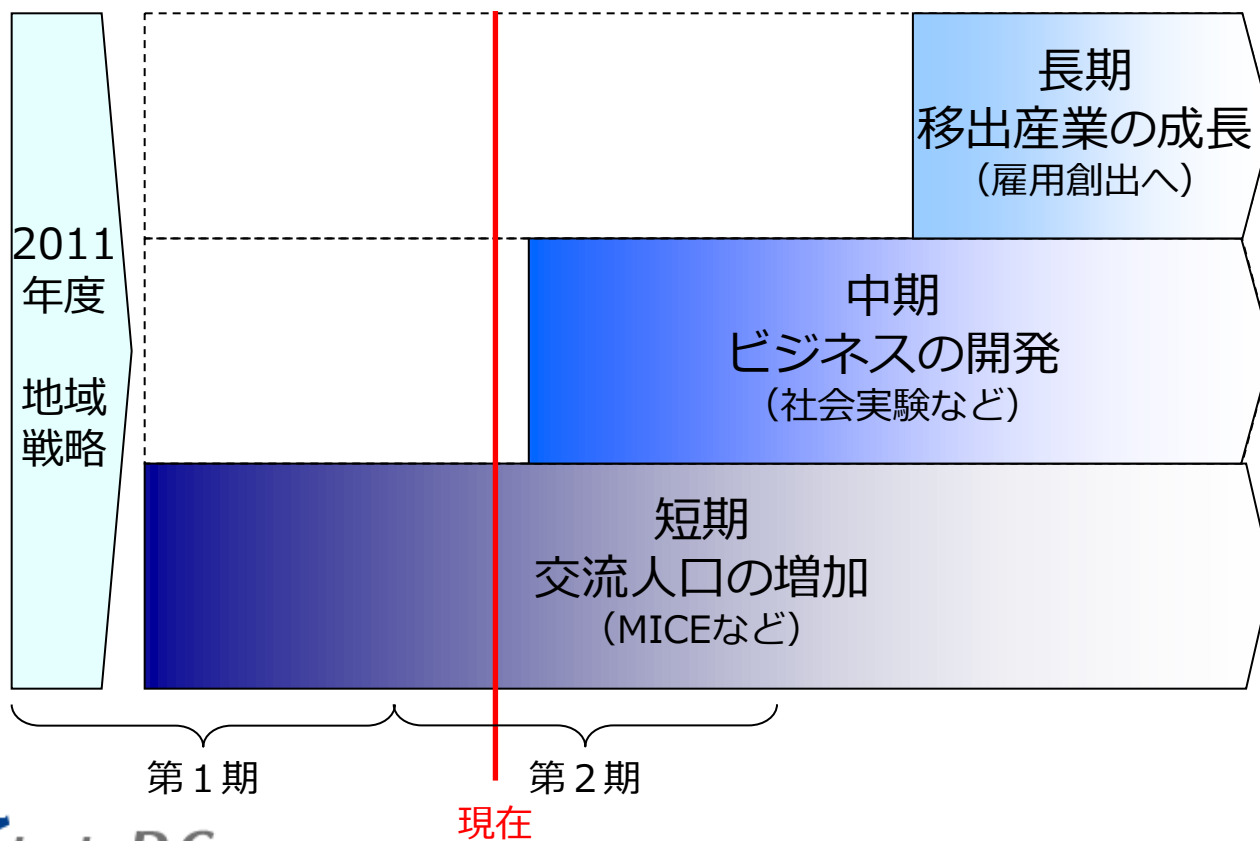 2011
年度
地域
戦略
長期
移出産業の成長
（雇用創出へ）
中期
ビジネスの開発
（社会実験など）
短期
交流人口の増加
（MICEなど）
第１期
第２期
現在